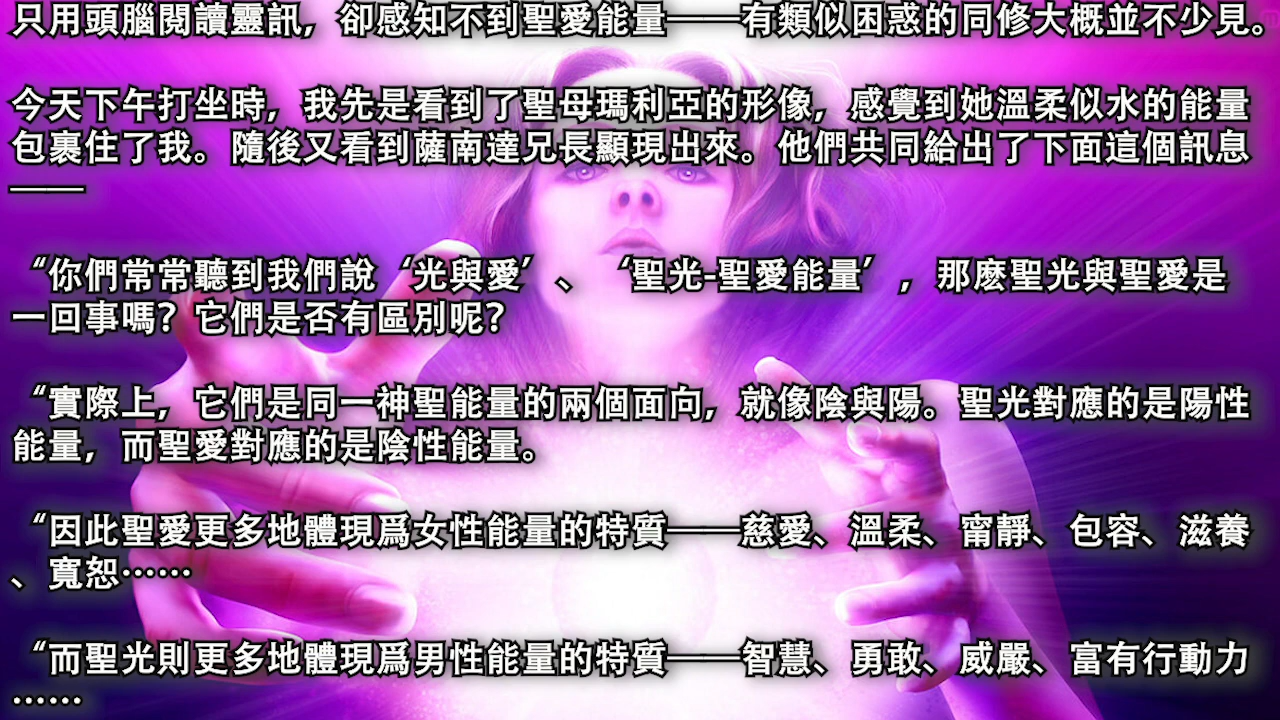 只用頭腦閱讀靈訊，卻感知不到聖愛能量——有類似困惑的同修大概並不少見。
今天下午打坐時，我先是看到了聖母瑪利亞的形像，感覺到她溫柔似水的能量
包裹住了我。隨後又看到薩南達兄長顯現出來。他們共同給出了下面這個訊息
——
“你們常常聽到我們說‘光與愛’、‘聖光-聖愛能量’，那麽聖光與聖愛是
一回事嗎？它們是否有區別呢？
“實際上，它們是同一神聖能量的兩個面向，就像陰與陽。聖光對應的是陽性
能量，而聖愛對應的是陰性能量。
“因此聖愛更多地體現爲女性能量的特質——慈愛、溫柔、甯靜、包容、滋養
、寬恕……
“而聖光則更多地體現爲男性能量的特質——智慧、勇敢、威嚴、富有行動力
……